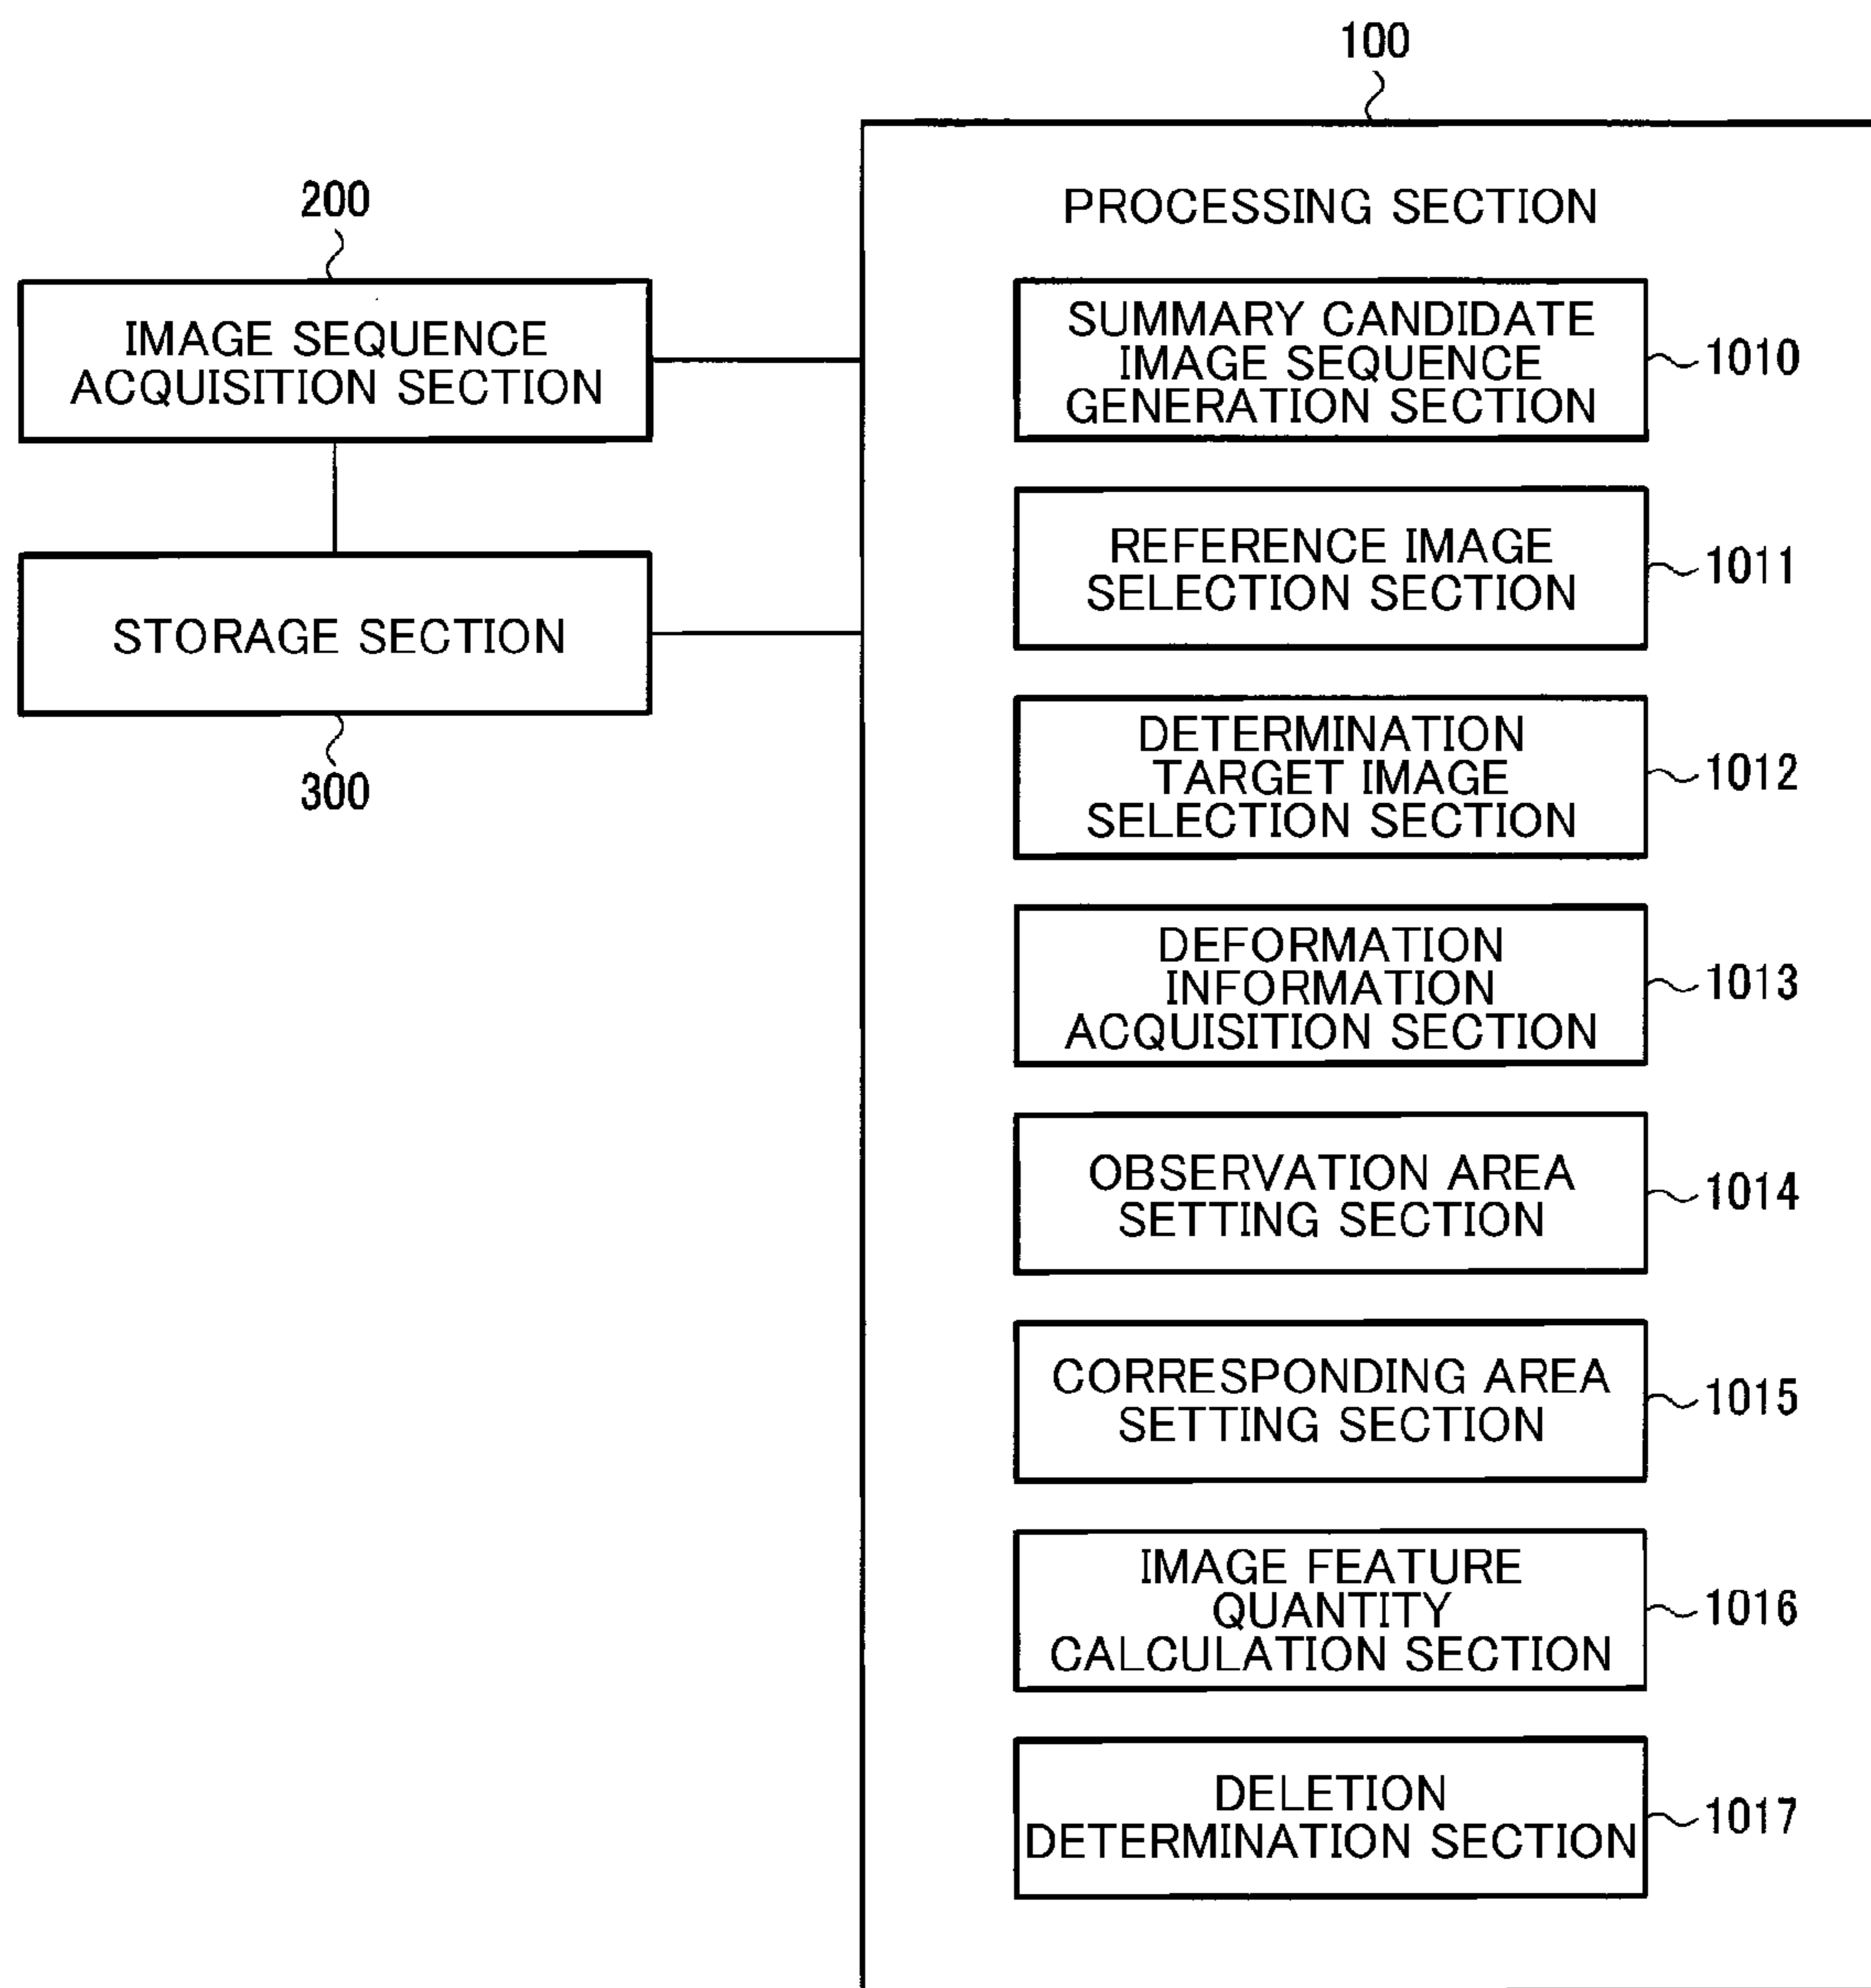 100
200
IMAGE SEQUENCE
ACQUISITION SECTION
STORAGE SECTION
300
PROCESSING SECTION
SUMMARY CANDIDATE
IMAGE SEQUENCE
GENERATION SECTION
1010
REFERENCE IMAGE
SELECTION SECTION
1011
DETERMINATION
TARGET IMAGE
SELECTION SECTION
1012
DEFORMATION
INFORMATION
ACQUISITION SECTION
1013
OBSERVATION AREA
SETTING SECTION
1014
CORRESPONDING AREA
SETTING SECTION
1015
IMAGE FEATURE
QUANTITY
CALCULATION SECTION
1016
DELETION
DETERMINATION SECTION
1017